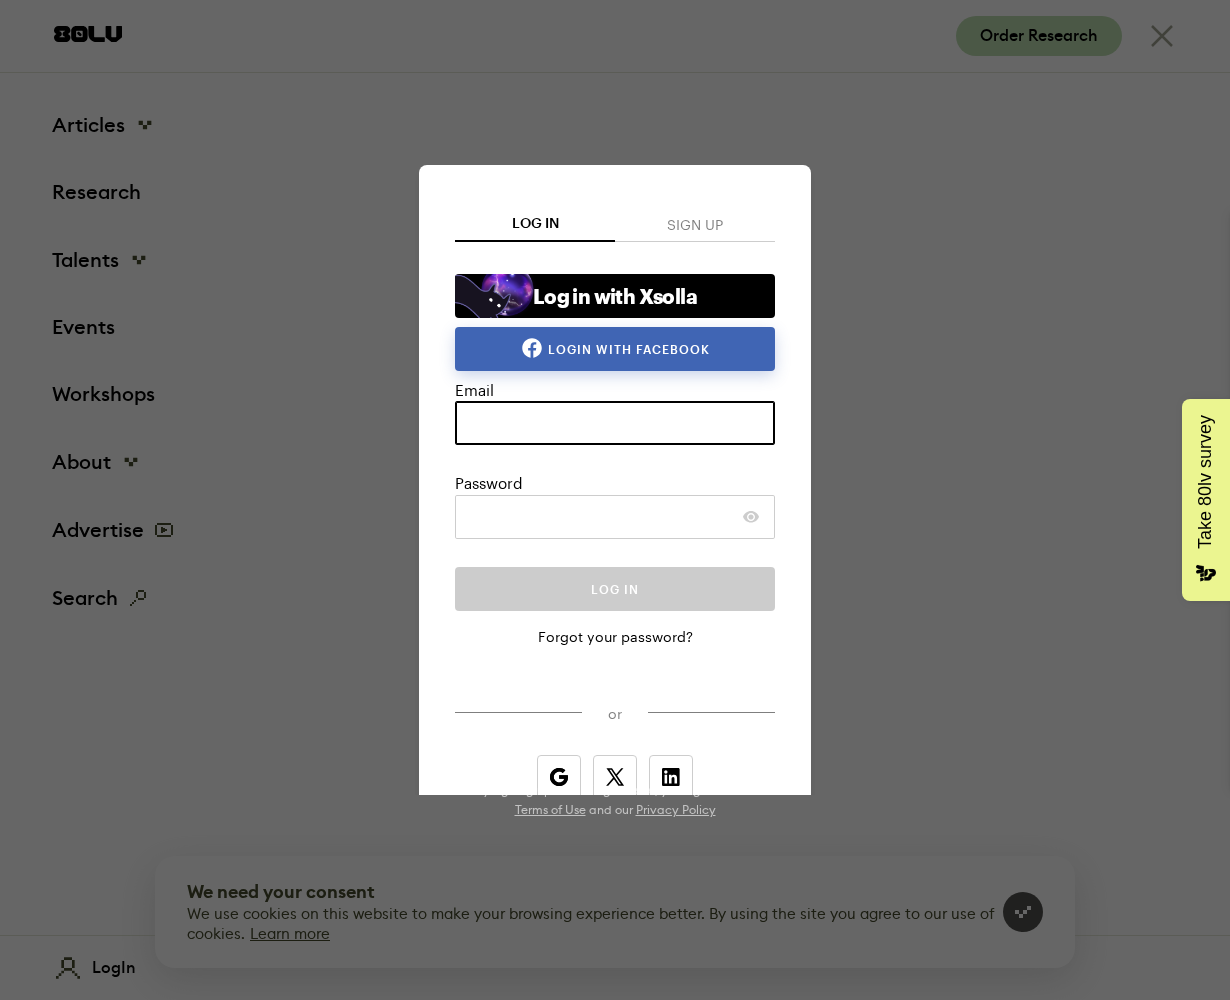 80LV
Order Research
Articles
Research
Talents
Events
Workshops
About
Advertise
Search
LOG IN
SIGN UP
Log in with Xsolla
LOGIN WITH FACEBOOK
Email
Password
LOG IN
Forgot your password?
or
Terms of Use and our Privacy Policy
Take 80lv survey
We need your consent
We use cookies on this website to make your browsing experience better. By using the site you agree to our use of
cookies. Learn more
LogIn